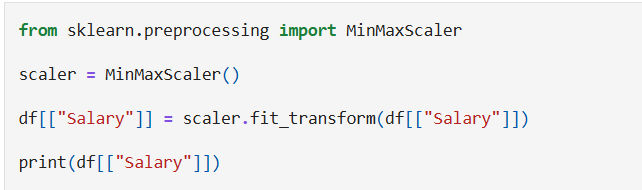 from sklearn.preprocessing import MinMaxScaler
scaler = MinMaxScaler()
df[["Salary"]] = scaler.fit_transform(df[["Salary"]])
print(df[["Salary"]])